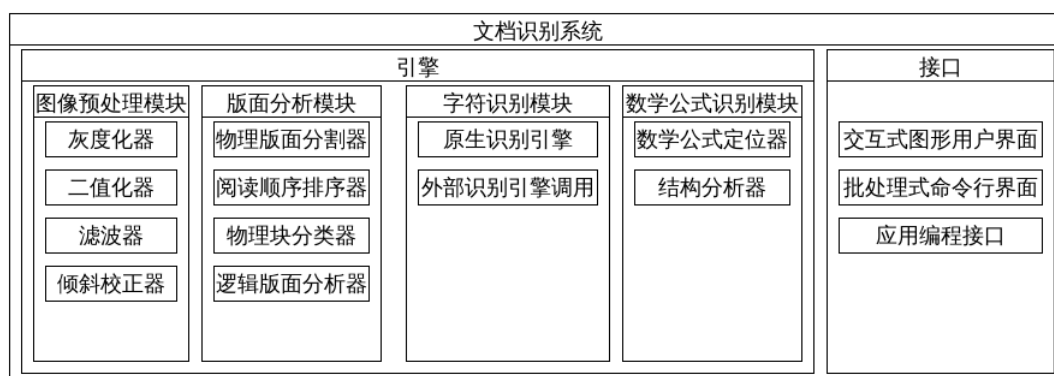 文档识别系统
引擎
图像预处理模块
灰度化器
二值化器
滤波器
倾斜校正器
版面分析模块
物理版面分割器
阅读顺序排序器
物理块分类器
逻辑版面分析器
字符识别模块
原生识别引擎
外部识别引擎调用
数学公式识别模块
数学公式定位器
结构分析器
接口
交互式图形用户界面
批处理式命令行界面
应用编程接口